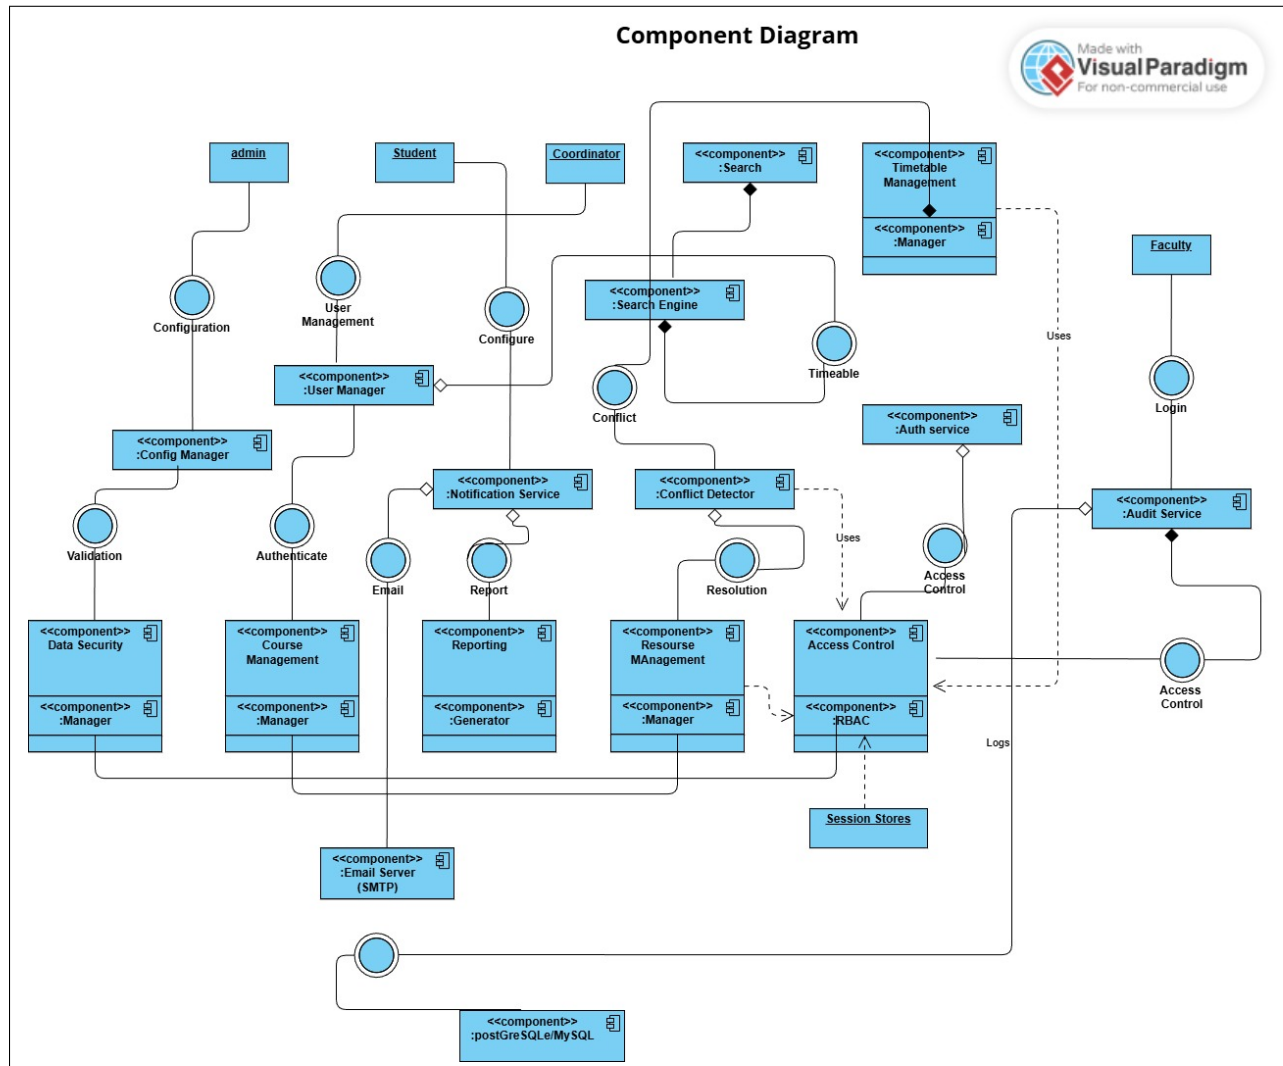 Component Diagram
Made with
Visual Paradigm
For non-commercial use
admin
Student
Coordinator
<<component>>
:Search
<<component>>
Timetable
Management
<<component>>
:Manager
Faculty
Configuration
User
Management
Configure
<<component>>
:Search Engine
Uses
Timeable
<<component>>
:User Manager
Conflict
Login
<<component>>
:Auth service
<<component>>
:Config Manager
<<component>>
:Notification Service
<<component>>
:Conflict Detector
<<component>>
:Audit Service
Validation
Authenticate
Email
Report
Resolution
Uses
Access
Control
<<component>>
Data Security
<<component>>
:Manager
<<component>>
Course
Management
<<component>>
:Manager
<<component>>
Reporting
<<component>>
:Generator
<<component>>
Resourse
MAnagement
<<component>>
:Manager
<<component>>
Access Control
<<component>>
:RBAC
Access
Control
Logs
Session Stores
<<component>>
:Email Server
(SMTP)
<<component>>
:postGreSQLe/MySQL